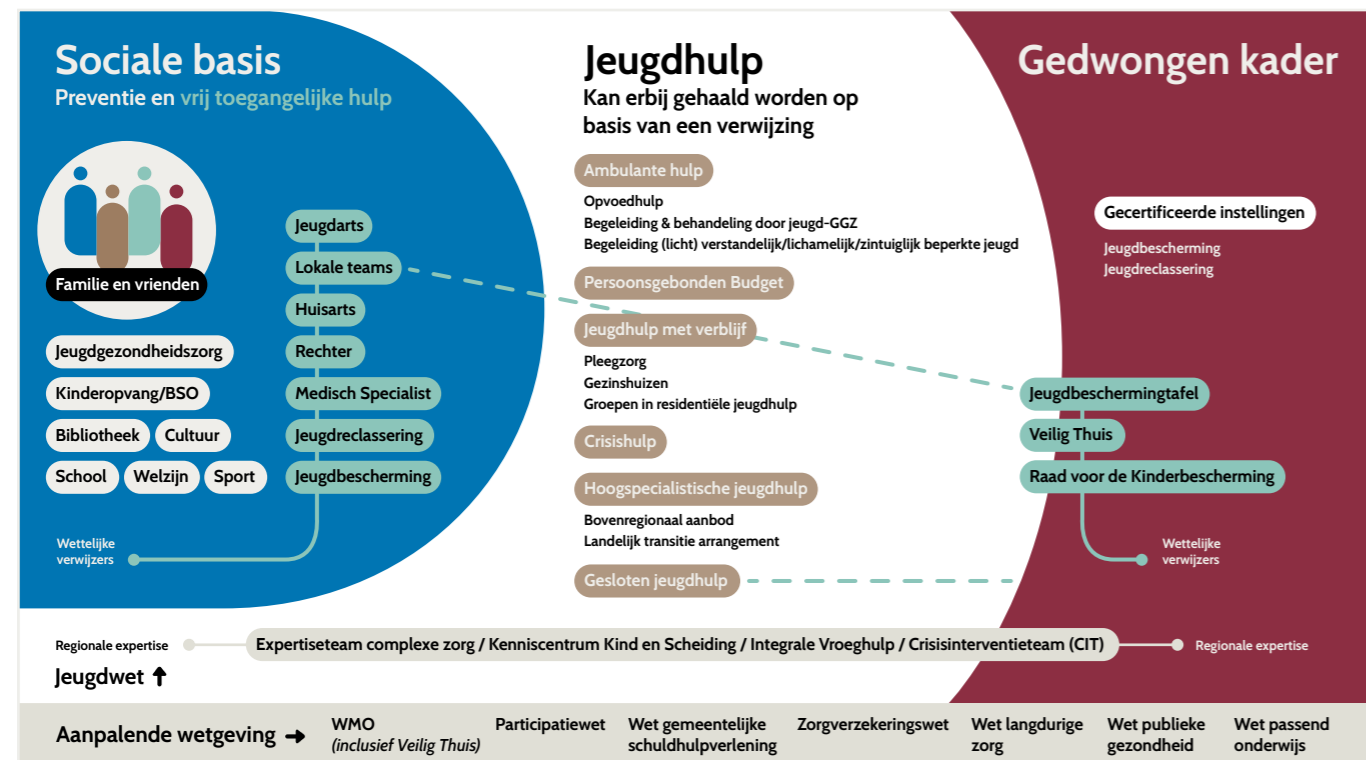 Sociale basis
Preventie en vrij toegangelijke hulp
Familie en vrienden
Jeugdgezondheidszorg
Kinderopvang/BSO
Bibliotheek
Cultuur
School
Welzijn
Sport
Jeugdarts
Lokale teams
Huisarts
Rechter
Medisch Specialist
Jeugdreclassering
Jeugdbescherming
Wettelijke
verwijzers
Jeugdhulp
Kan erbij gehaald worden op
basis van een verwijzing
Ambulante hulp
Opvoedhulp
Begeleiding & behandeling door jeugd-GGZ
Begeleiding (licht) verstandelijk/lichamelijk/zintuiglijk beperkte jeugd
Persoonsgebonden Budget
Jeugdhulp met verblijf
Pleegzorg
Gezinshuizen
Groepen in residentiële jeugdhulp
Crisishulp
Hoogspecialistische jeugdhulp
Bovenregionaal aanbod
Landelijk transitie arrangement
Gesloten jeugdhulp
Gedwongen kader
Gecertificeerde instellingen
Jeugdbescherming
Jeugdreclassering
Jeugdbeschermingtafel
Veilig Thuis
Raad voor de Kinderbescherming
Wettelijke
verwijzers
Regionale expertise
Expertiseteam complexe zorg / Kenniscentrum Kind en Scheiding / Integrale Vroeghulp / Crisisinterventieteam (CIT)
Regionale expertise
Jeugdwet ↑
Aanpalende wetgeving →
WMO
(inclusief Veilig Thuis)
Participatiewet
Wet gemeentelijke
schuldhulpverlening
Zorgverzekeringswet
Wet langdurige
zorg
Wet publieke
gezondheid
Wet passend
onderwijs